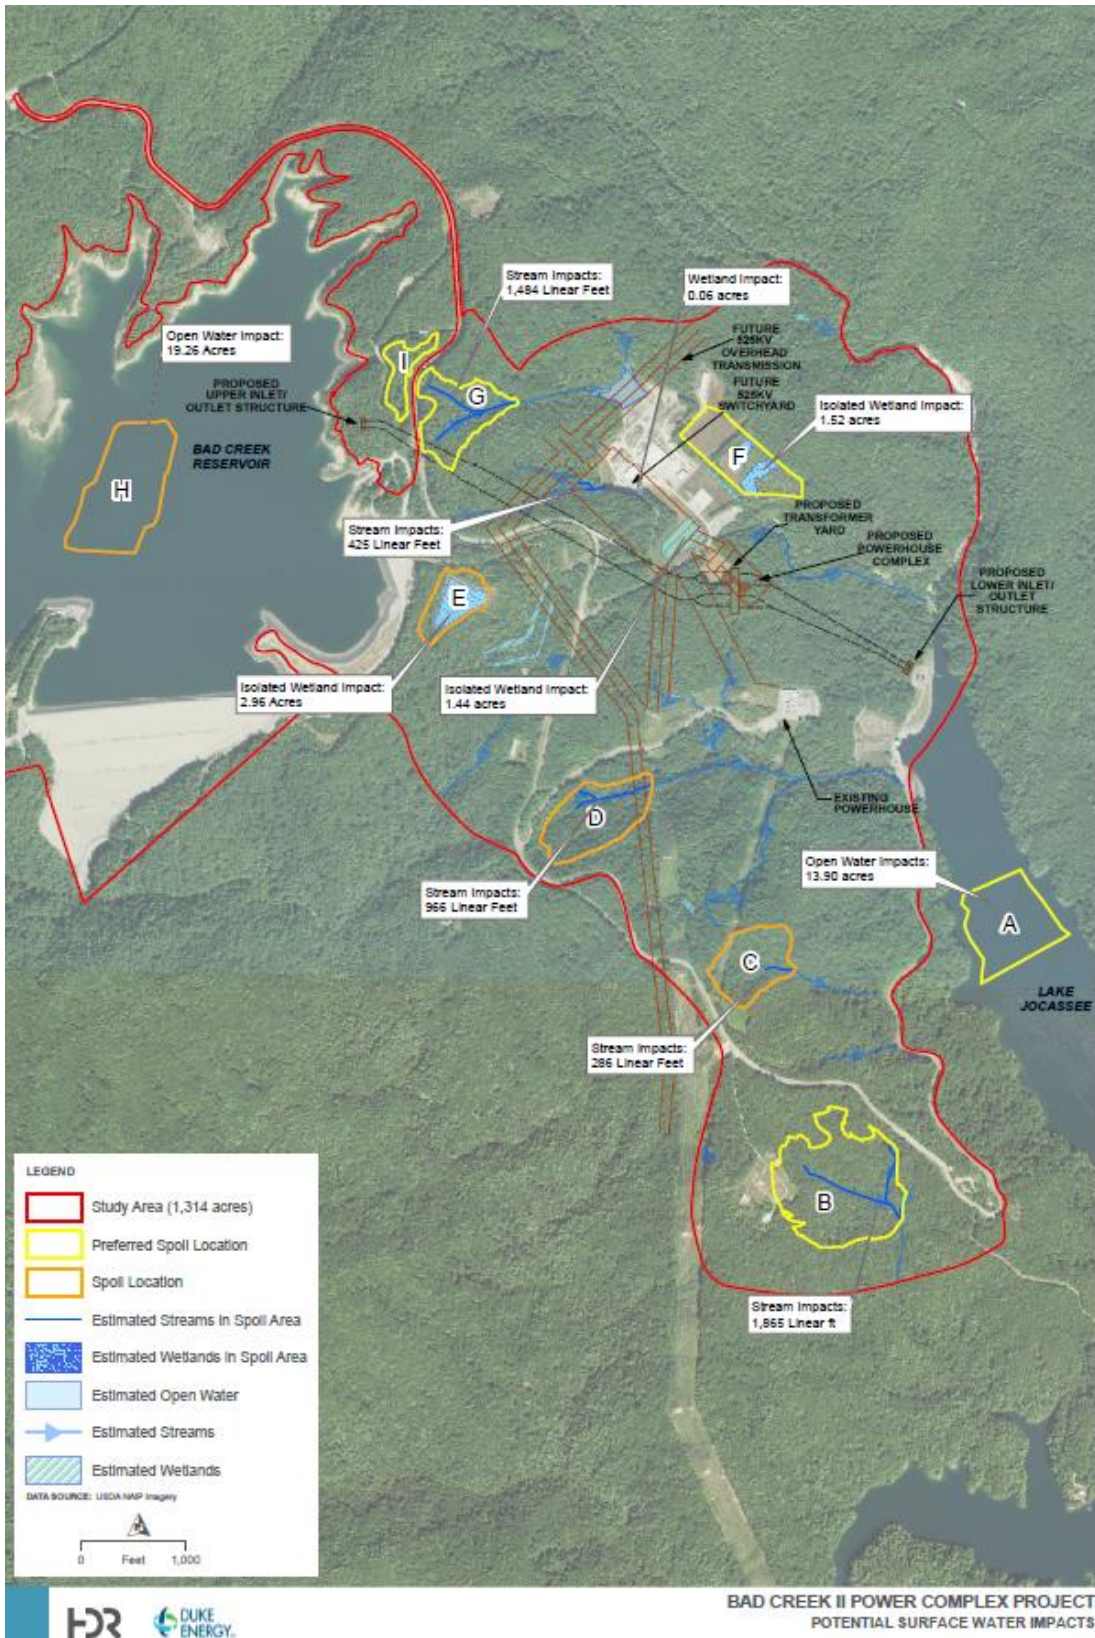 Stream Impacts:
1,484 Linear Feet
Wetland Impact:
0.06 acres
Open Water Impact:
19.26 Acres
FUTURE
525KV
OVERHEAD
TRANSMISSION
FUTURE
525KV
SWITCHYARD
I
G
PROPOSED
UPPER INLET/
OUTLET STRUCTURE
Isolated Wetland Impact:
1.52 acres
BAD CREEK
RESERVOIR
F
H
PROPOSED
TRANSFORMER
YARD
Stream Impacts:
425 Linear Feet
PROPOSED
POWERHOUSE
COMPLEX
PROPOSED
LOWER INLET/
OUTLET
STRUCTURE
E
Isolated Wetland Impact:
2.96 Acres
Isolated Wetland Impact:
1.44 acres
EXISTING
POWERHOUSE
D
Open Water Impacts:
13.90 acres
Stream Impacts:
966 Linear Feet
A
C
LAKE
JOCASSEE
Stream Impacts:
286 Linear Feet
B
Stream Impacts:
1,865 Linear ft
LEGEND
Study Area (1,314 acres)
Preferred Spoil Location
Spoil Location
Estimated Streams In Spoil Area
Estimated Wetlands In Spoil Area
Estimated Open Water
Estimated Streams
Estimated Wetlands
DATA SOURCE: USDA NAIP Imagery
0 Feet 1,000
HDR
DUKE
ENERGY.
BAD CREEK II POWER COMPLEX PROJECT
POTENTIAL SURFACE WATER IMPACTS